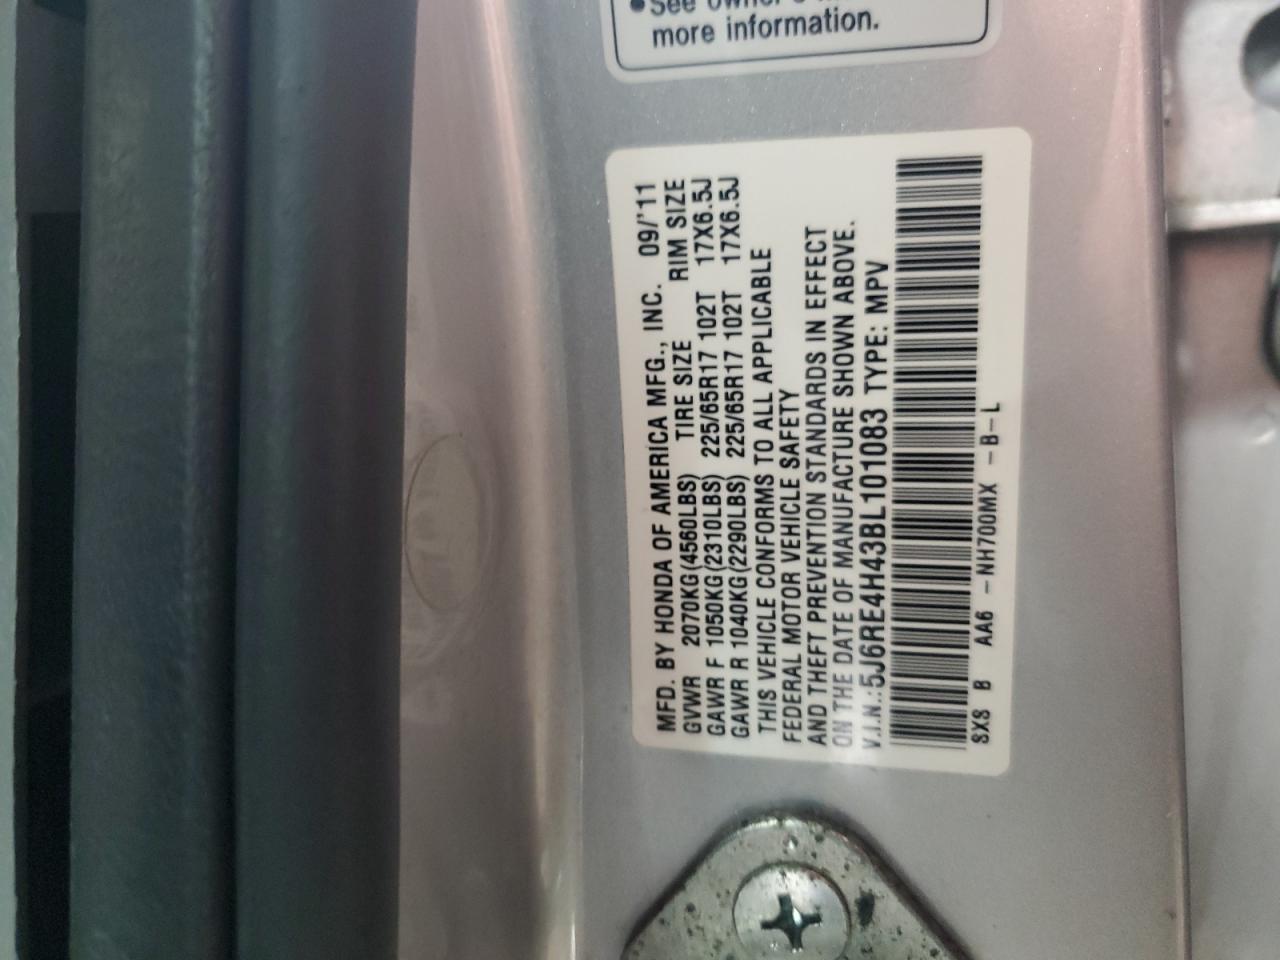 •See owner's
more information.
MFD. BY HONDA OF AMERICA MFG., INC. 09/'11
GVWR 2070KG(4560LBS) TIRE SIZE RIM SIZE
GAWR F 1050KG(2310LBS) 225/65R17 102T 17X6.5J
GAWR R 1040KG(2290LBS) 225/65R17 102T 17X6.5J
THIS VEHICLE CONFORMS TO ALL APPLICABLE
FEDERAL MOTOR VEHICLE SAFETY
AND THEFT PREVENTION STANDARDS IN EFFECT
ON THE DATE OF MANUFACTURE SHOWN ABOVE.
V.I.N.:5J6RE4H43BL101083 TYPE: MPV
SXS B AA6 -NH700MX -B-L